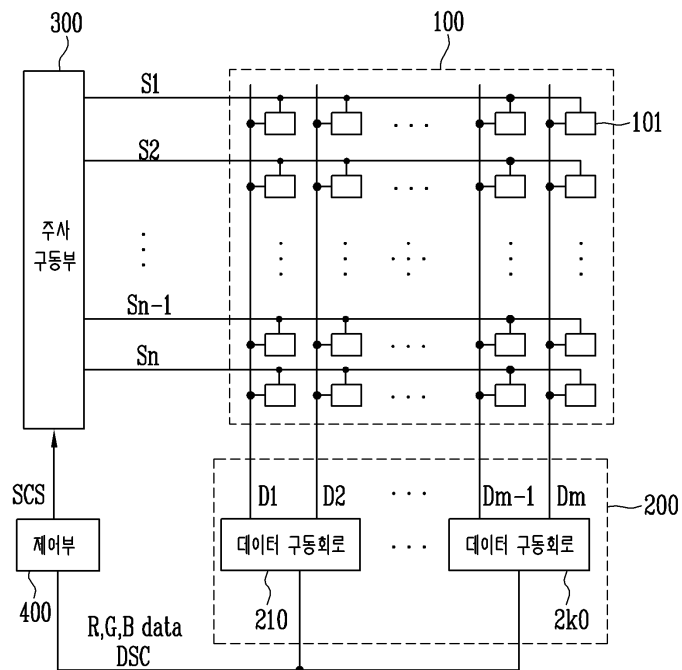 300
100
S1
101
S2
주사
구동부
Sn-1
Sn
SCS
D1
D2
Dm-1
Dm
200
제어부
데이터 구동회로
데이터 구동회로
400
210
2k0
R,G,B data
DSC